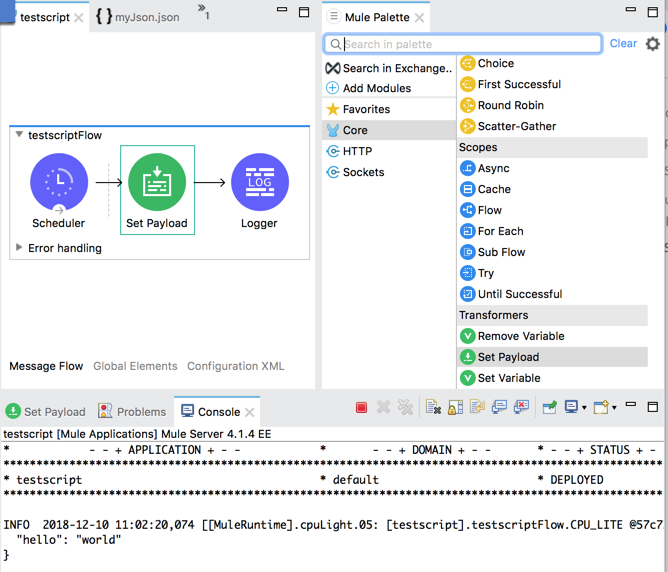 testscript
{ } myJson.json
»1
testscriptFlow
Scheduler
Set Payload
LOG
Logger
Error handling
Message Flow Global Elements Configuration XML
Mule Palette
Search in palette
Clear
Search in Exchange..
Add Modules
Favorites
Core
HTTP
Sockets
Choice
First Successful
Round Robin
Scatter-Gather
Scopes
Async
Cache
Flow
For Each
Sub Flow
Try
Until Successful
Transformers
Remove Variable
Set Payload
Set Variable
Set Payload Problems Console
testscript [Mule Applications] Mule Server 4.1.4 EE
* - - + APPLICATION + - - * - - + DOMAIN + - - * - - + STATUS + -
* testscript * default * DEPLOYED
INFO 2018-12-10 11:02:20,074 [[MuleRuntime].cpuLight.05: [testscript].testscriptFlow.CPU_LITE @57c7
"hello": "world"
}